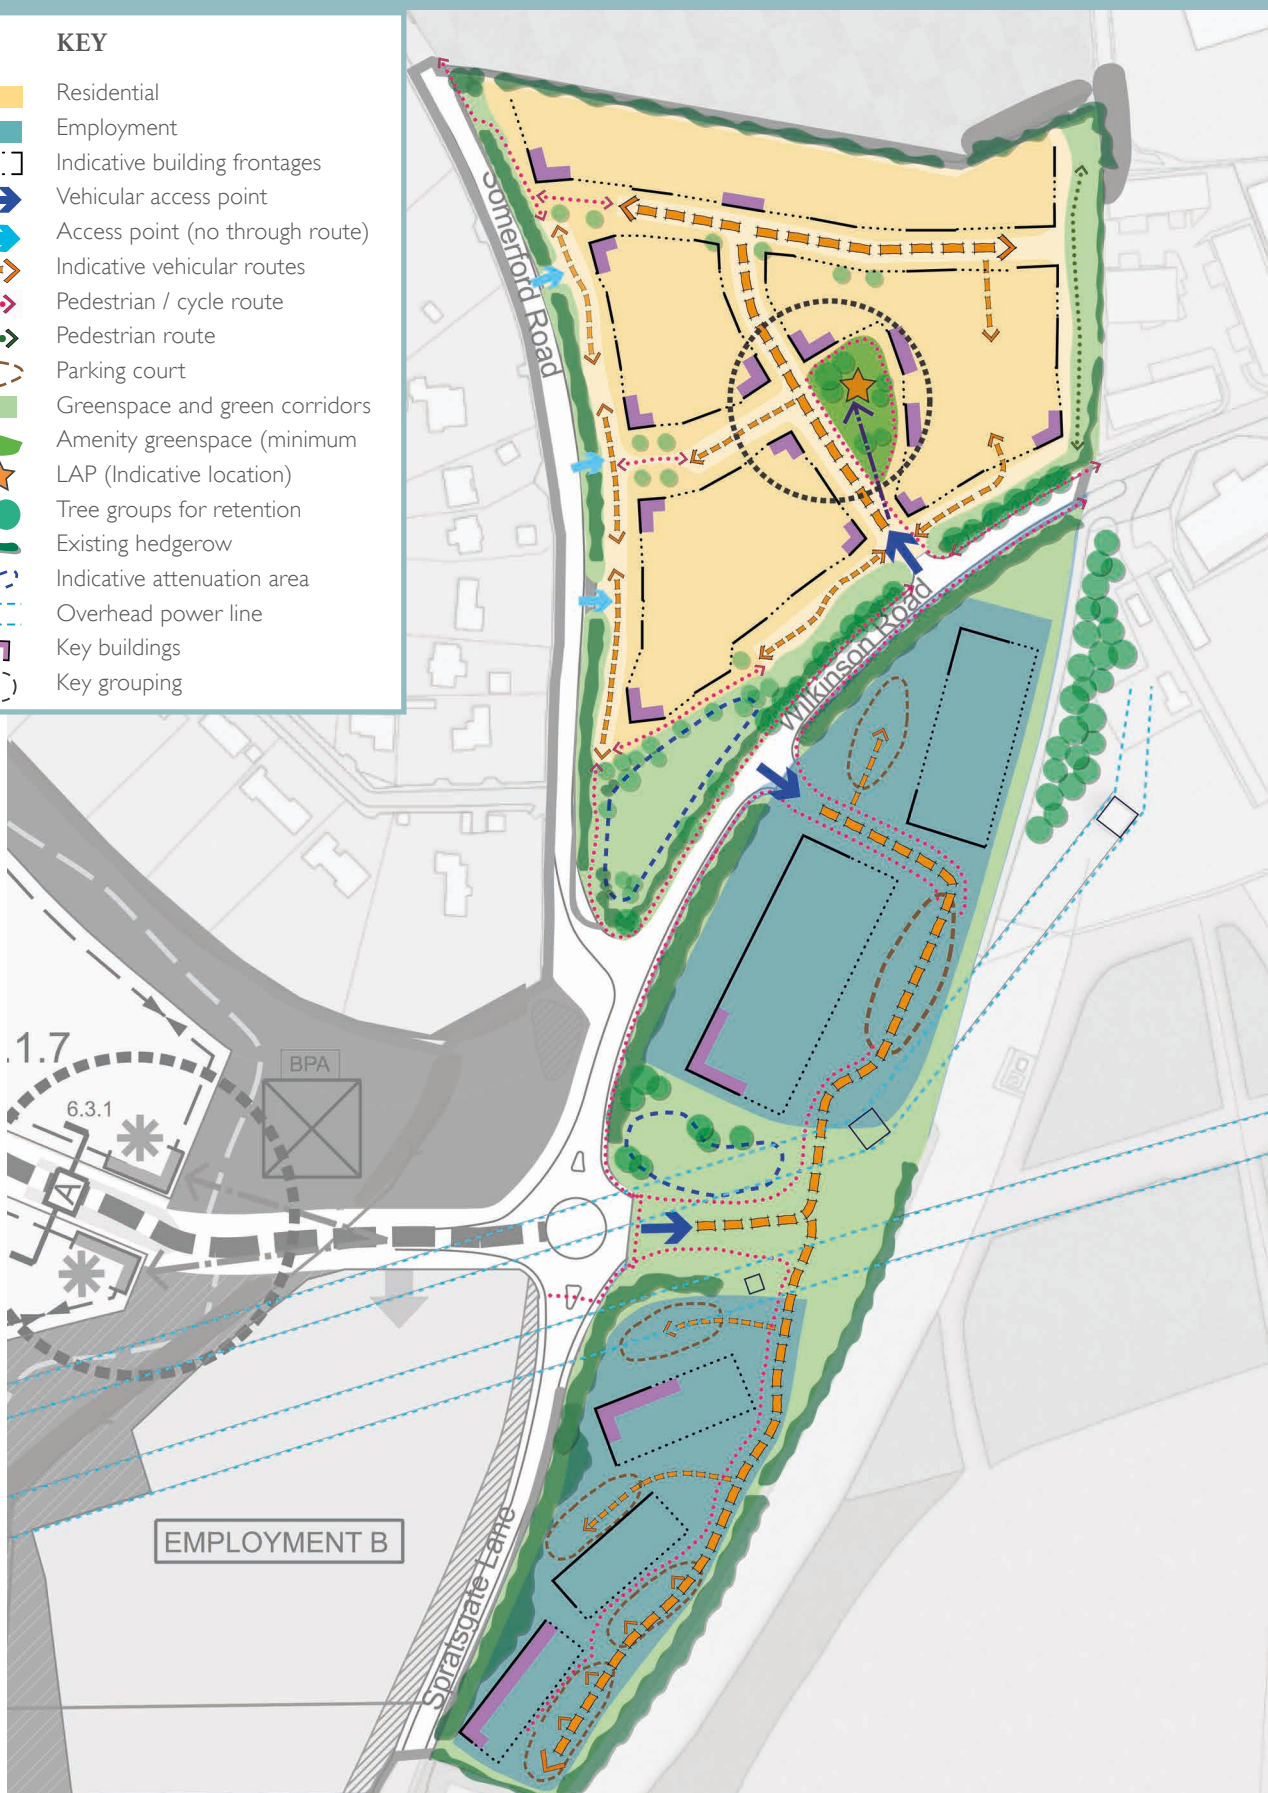 KEY
Residential
Employment
Indicative building frontages
Vehicular access point
Access point (no through route)
Indicative vehicular routes
Pedestrian / cycle route
Pedestrian route
Parking court
Greenspace and green corridors
Amenity greenspace (minimum
LAP (Indicative location)
Tree groups for retention
Existing hedgerow
Indicative attenuation area
Overhead power line
Key buildings
Key grouping
Somerford Road
Wilkinson Road
.1.7
BPA
6.3.1
A
EMPLOYMENT B
Spratsgate Lane